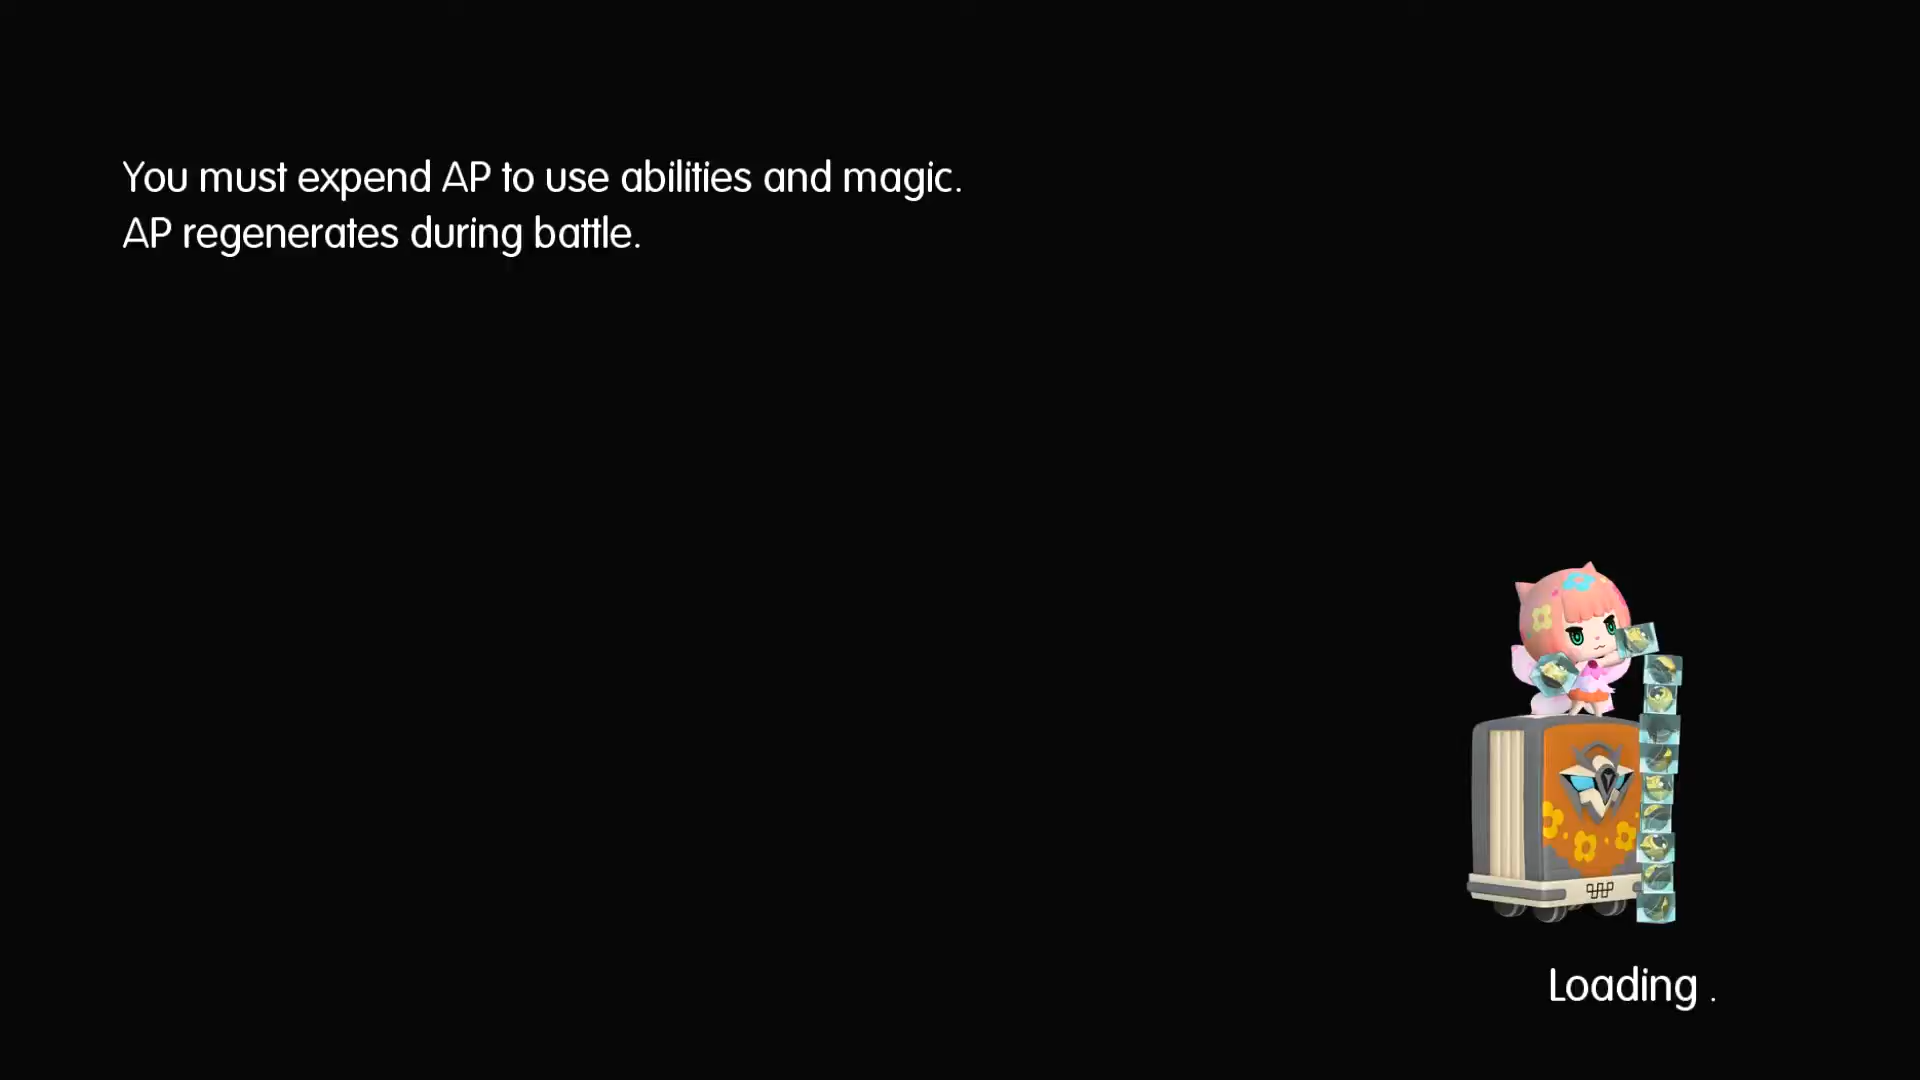 You must expend AP to use abilities and magic.
AP regenerates during battle.
Loading .